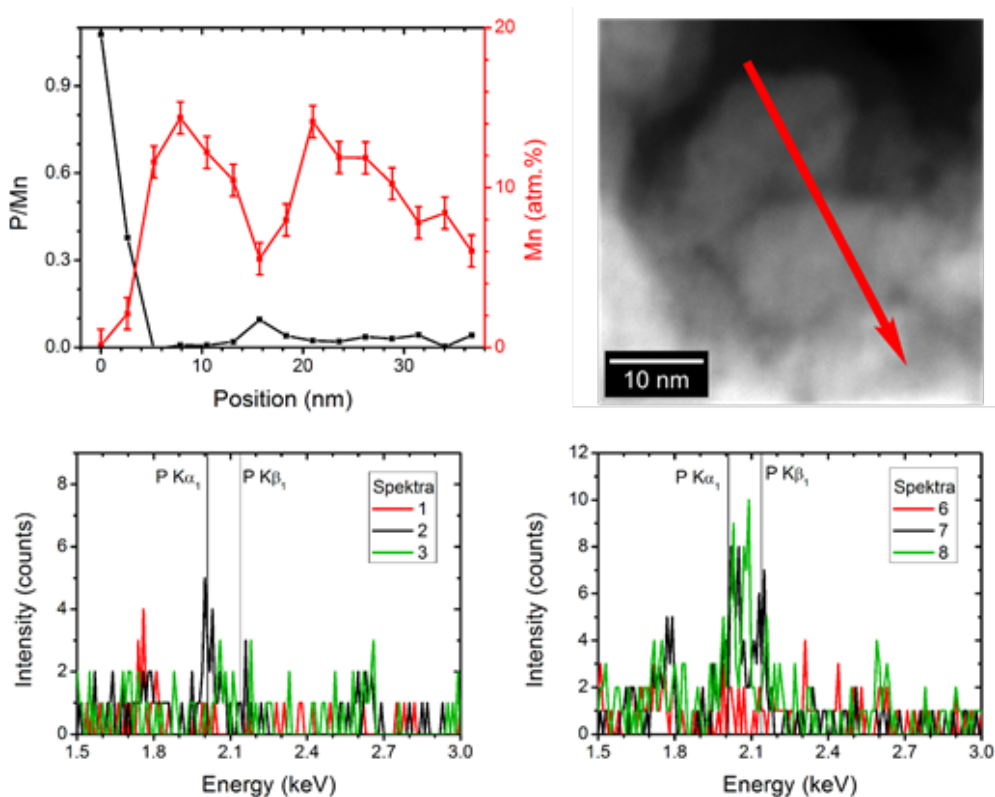 20
0.9
0.6
10
0.3
0.0
0
0
10
20
30
P/Mn
Mn (atm.%)
Position (nm)
10 nm
8
6
4
2
0
1.5
1.8
2.1
2.4
2.7
3.0
P Kα₁
P Kβ₁
Spektra
1
2
3
Intensity (counts)
Energy (keV)
12
10
8
6
4
2
0
1.5
1.8
2.1
2.4
2.7
3.0
P Kα₁
P Kβ₁
Spektra
6
7
8
Intensity (counts)
Energy (keV)